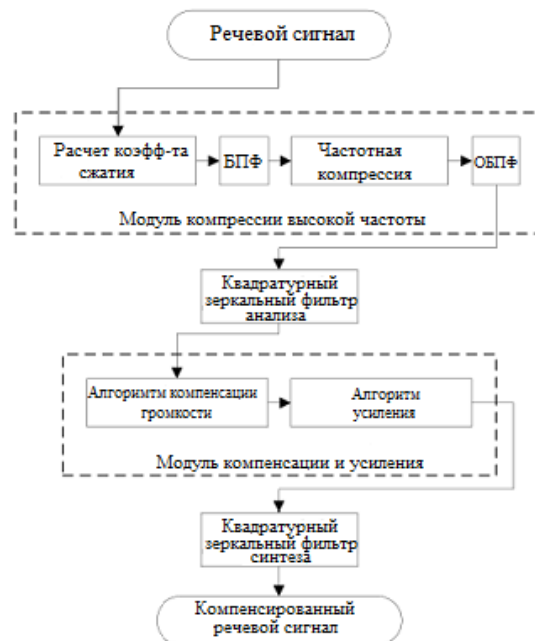 Речевой сигнал
Расчет коэфф-та
сжатия
БПФ
Частотная
компрессия
ОБПФ
Модуль компрессии высокой частоты
Квадратурный
зеркальный фильтр
анализа
Алгоримтм компенсации
громкости
Алгоритм
усиления
Модуль компенсации и усиления
Квадратурный
зеркальный фильтр
синтеза
Компенсированный
речевой сигнал